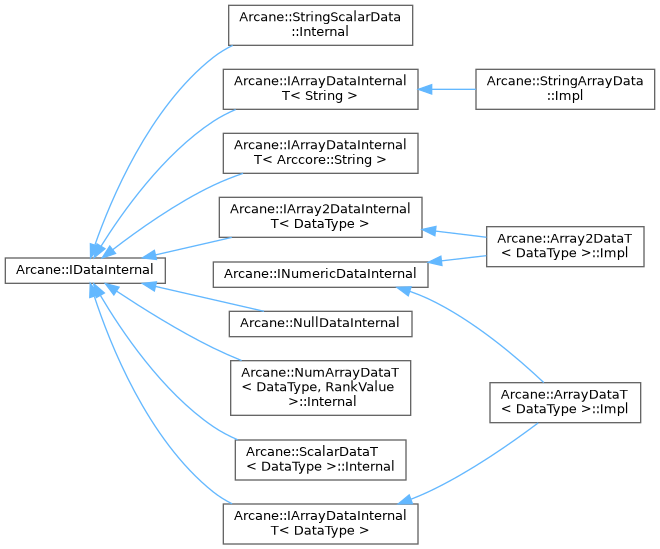 Arcane::StringScalarData
::Internal
Arcane::IArrayDataInternal
T< String >
Arcane::StringArrayData
::Impl
Arcane::IArrayDataInternal
T< Arccore::String >
Arcane::IArray2DataInternal
T< DataType >
Arcane::Array2DataT
< DataType >::Impl
Arcane::IDataInternal
Arcane::INumericDataInternal
Arcane::NullDataInternal
Arcane::NumArrayDataT
< DataType, RankValue
>::Internal
Arcane::ArrayDataT
< DataType >::Impl
Arcane::ScalarDataT
< DataType >::Internal
Arcane::IArrayDataInternal
T< DataType >